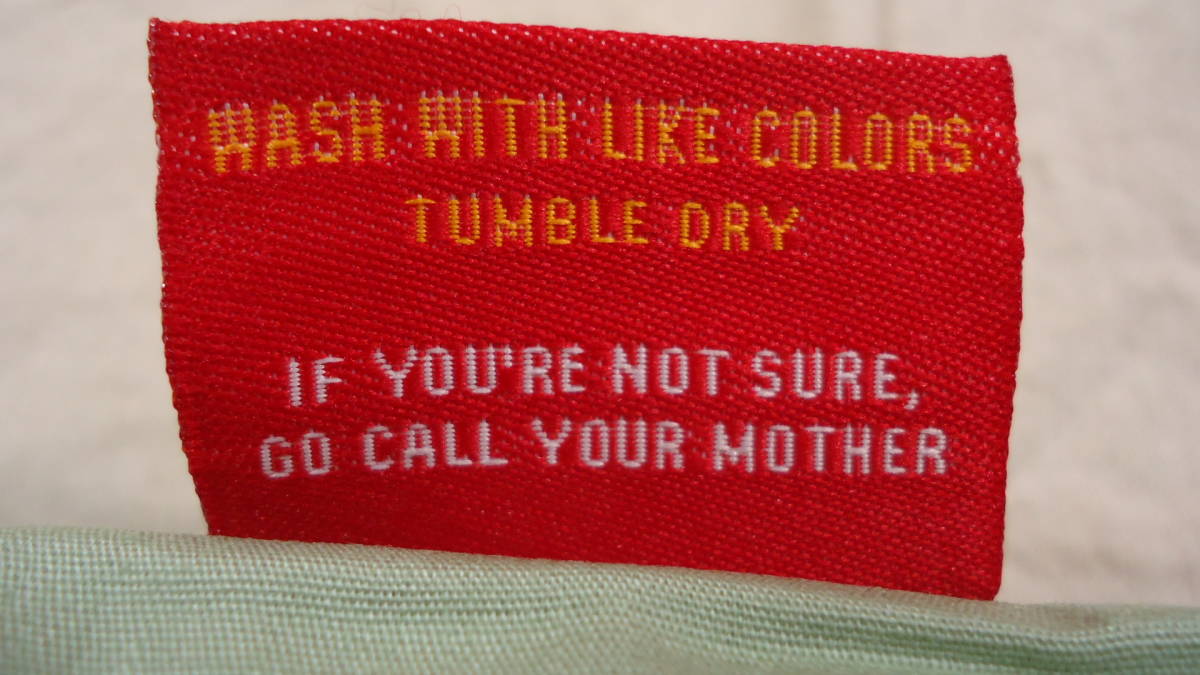 WASH WITH LIKE COLORS
TUMBLE DRY
IF YOU'RE NOT SURE,
GO CALL YOUR MOTHER